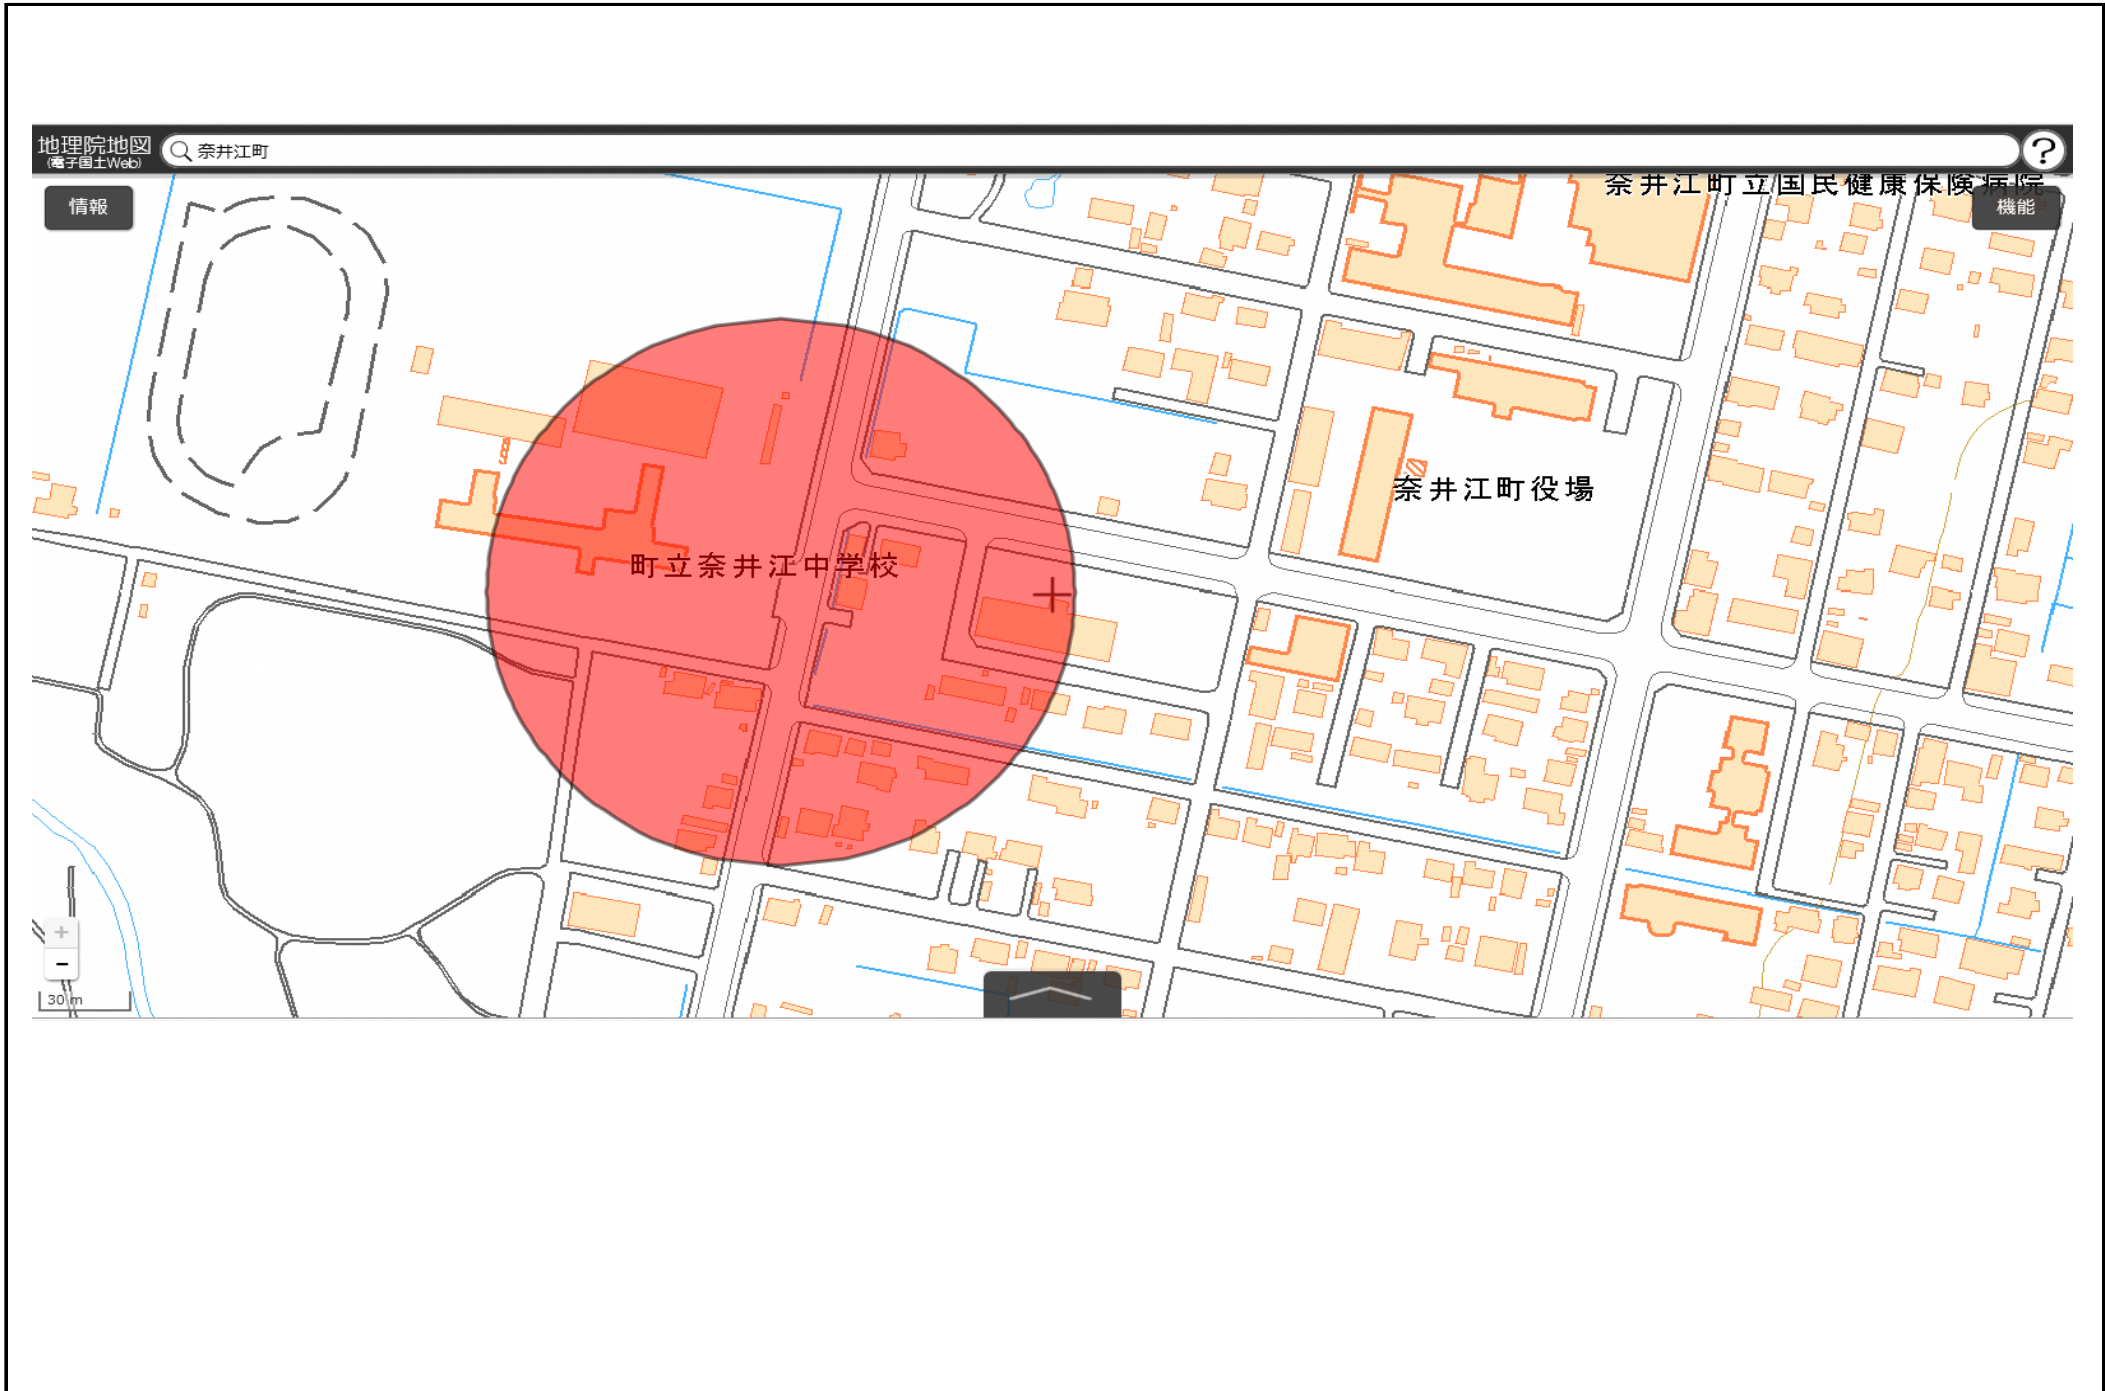 地理院地図
(電子国土Web)
奈井江町
?
情報
奈井江町立国民健康保険病院
機能
奈井江町役場
町立奈井江中学校
+
-
30 m